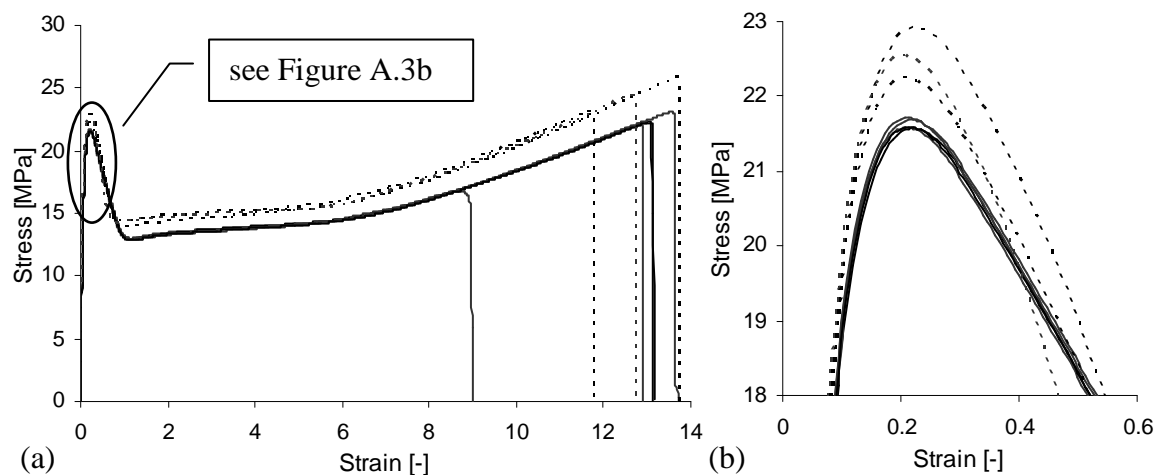 30
25
20
15
10
5
0
Stress [MPa]
see Figure A.3b
0 2 4 6 8 10 12 14
Strain [-]
(a)
23
22
21
20
19
18
Stress [MPa]
0 0.2 0.4 0.6
Strain [-]
(b)